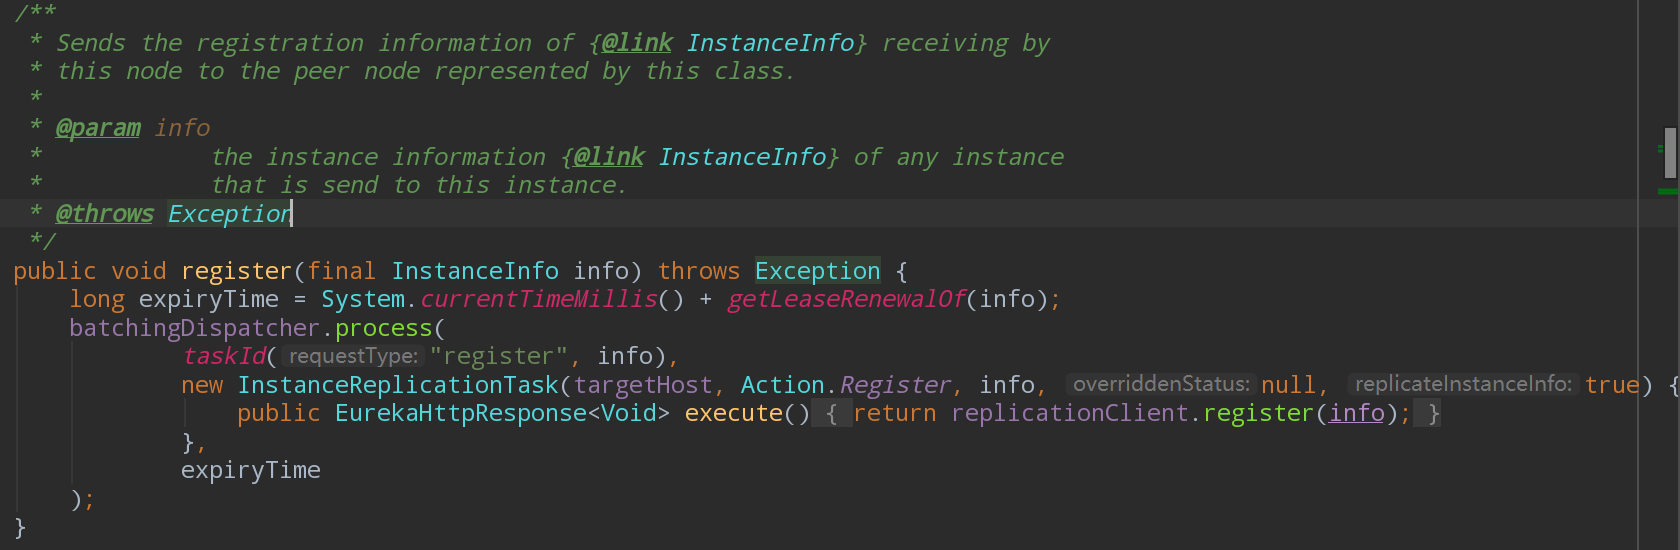 /**
 * Sends the registration information of {@link InstanceInfo} receiving by
 * this node to the peer node represented by this class.
 *
 * @param info
 *            the instance information {@link InstanceInfo} of any instance
 *            that is send to this instance.
 * @throws Exception
 */
public void register(final InstanceInfo info) throws Exception {
    long expiryTime = System.currentTimeMillis() + getLeaseRenewalOf(info);
    batchingDispatcher.process(
            taskId( requestType: "register", info),
            new InstanceReplicationTask(targetHost, Action.Register, info, overriddenStatus: null, replicateInstanceInfo: true) {
                public EurekaHttpResponse<Void> execute() { return replicationClient.register(info); }
            },
            expiryTime
    );
}